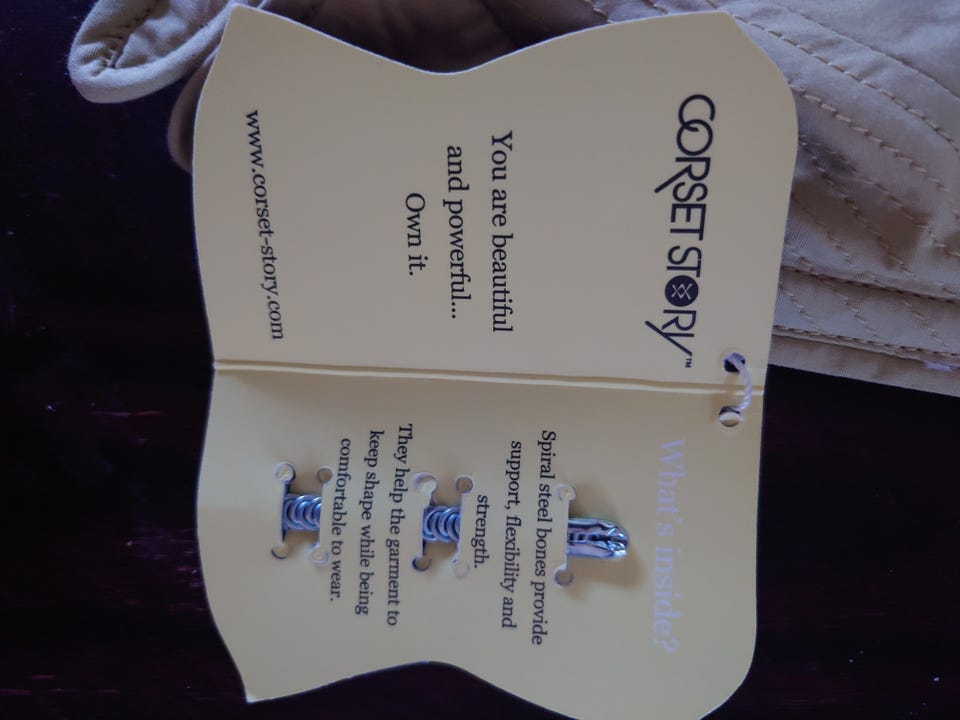 CORSET STORY™
You are beautiful
and powerful...
Own it.
www.corset-story.com
What's inside?
Spiral steel bones provide
support, flexibility and
strength.
They help the garment to
keep shape while being
comfortable to wear.